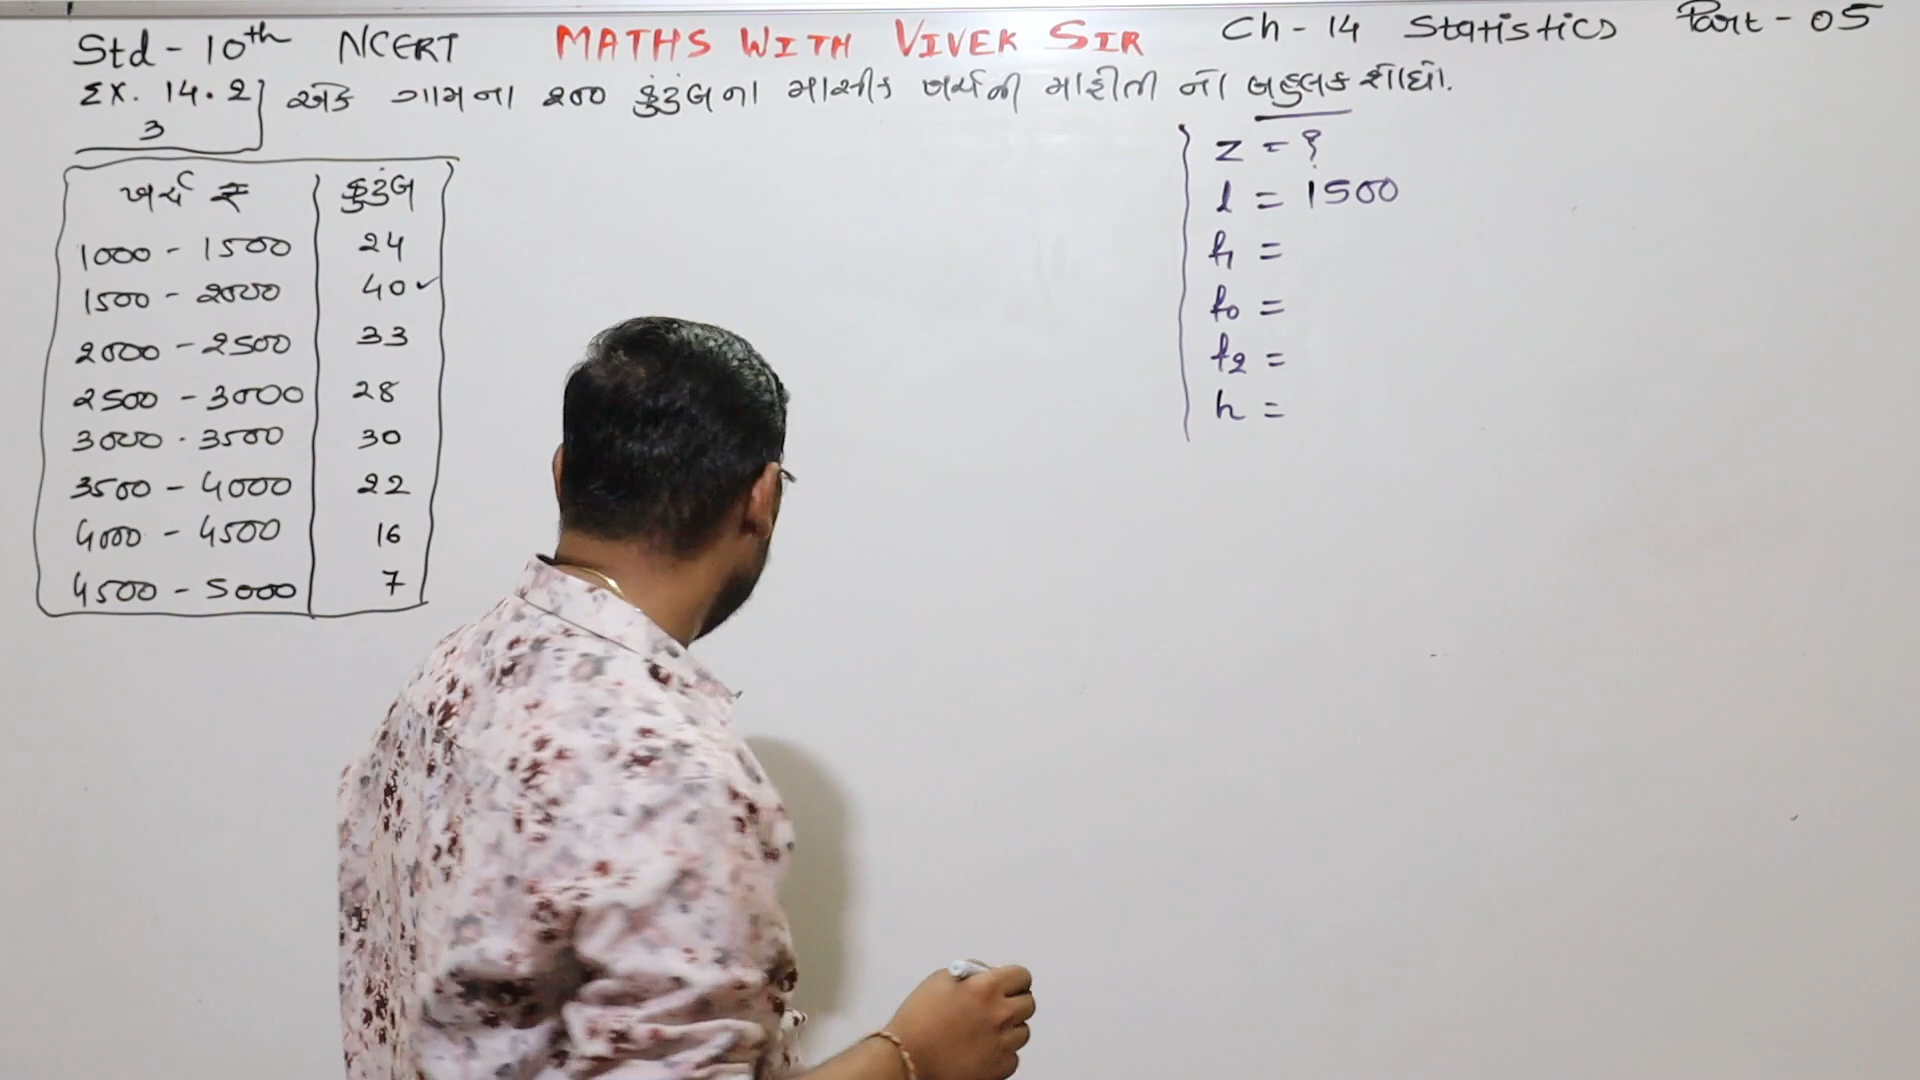 Std - 10th NCERT MATHS WITH VIVEK SIR Ch - 14 Statistics Part - 05
Ex. 14.2 એક ગામના ૨૦૦ કુટુંબના માસીક ખર્ચની માહીતી નો બહુલક શોધો.
3
ખર્ચ ₹ કુટુંબ
1000 - 1500 24
1500 - 2000 40 ✓
2000 - 2500 33
2500 - 3000 28
3000 - 3500 30
3500 - 4000 22
4000 - 4500 16
4500 - 5000 7
Z = ?
l = 1500
f1 =
f0 =
f2 =
h =